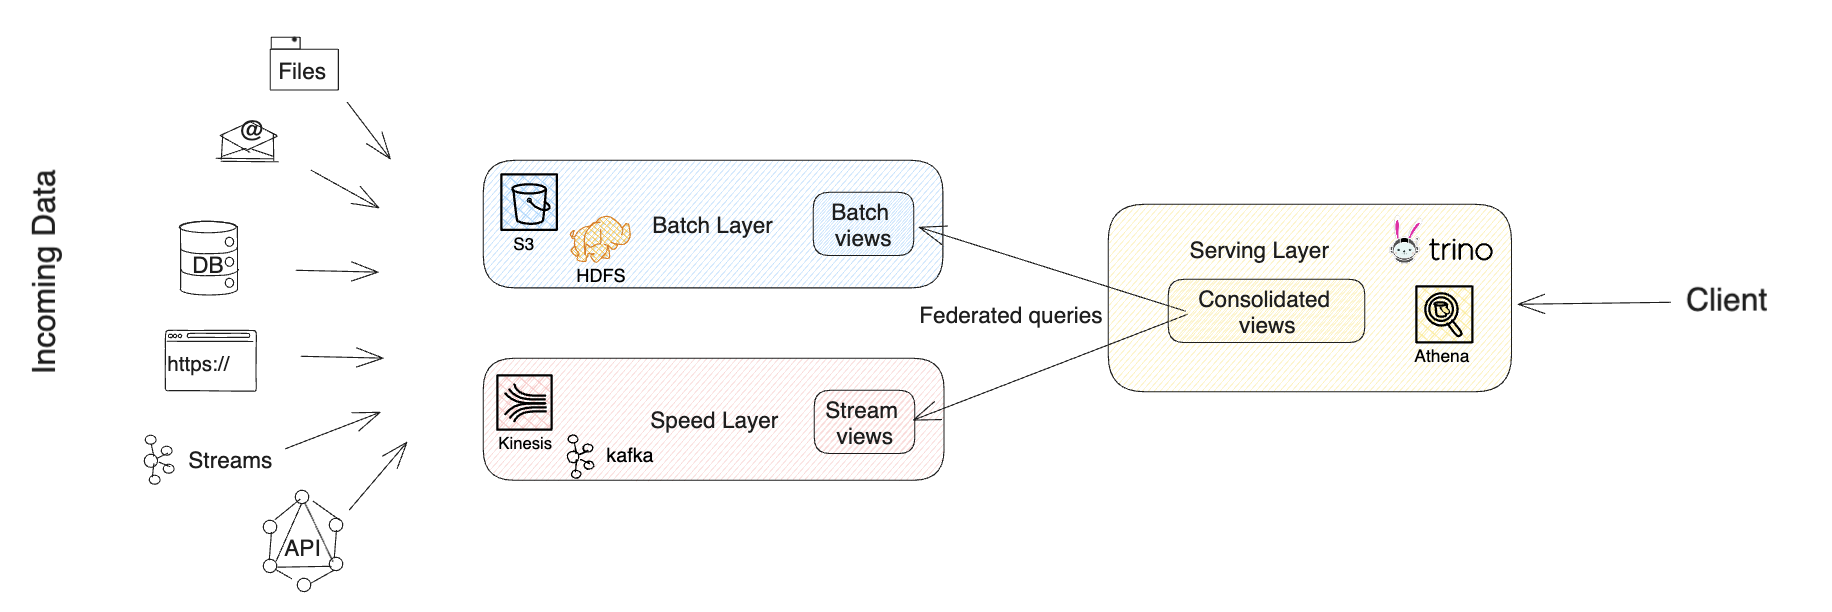 Incoming Data
Files
@
DB
https://
Streams
API
S3
HDFS
Batch Layer
Batch
views
Kinesis
kafka
Speed Layer
Stream
views
Federated queries
Serving Layer
trino
Consolidated
views
Athena
Client